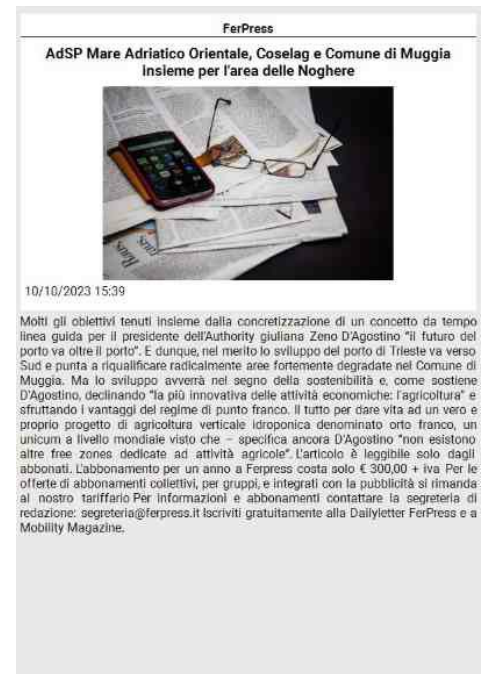 FerPress
AdSP Mare Adriatico Orientale, Coselag e Comune di Muggia
insieme per l'area delle Noghere
10/10/2023 15:39
Molti gli obiettivi tenuti insieme dalla concretizzazione di un concetto da tempo
linea guida per il presidente dell'Authority giuliana Zeno D'Agostino "il futuro del
porto va oltre il porto". E dunque, nel merito lo sviluppo del porto di Trieste va verso
Sud e punta a riqualificare radicalmente aree fortemente degradate nel Comune di
Muggia. Ma lo sviluppo avverrà nel segno della sostenibilità e, come sostiene
D'Agostino, declinando "la più innovativa delle attività economiche: l'agricoltura" e
sfruttando i vantaggi del regime di punto franco. Il tutto per dare vita ad un vero e
proprio progetto di agricoltura verticale idroponica denominato orto franco, un
unicum a livello mondiale visto che – specifica ancora D'Agostino "non esistono
altre free zones dedicate ad attività agricole". L'articolo è leggibile solo dagli
abbonati. L'abbonamento per un anno a Ferpress costa solo € 300,00 + iva Per le
offerte di abbonamenti collettivi, per gruppi, e integrati con la pubblicità si rimanda
al nostro tariffario Per informazioni e abbonamenti contattare la segreteria di
redazione: segreteria@ferpress.it Iscriviti gratuitamente alla Dailyletter FerPress e a
Mobility Magazine.